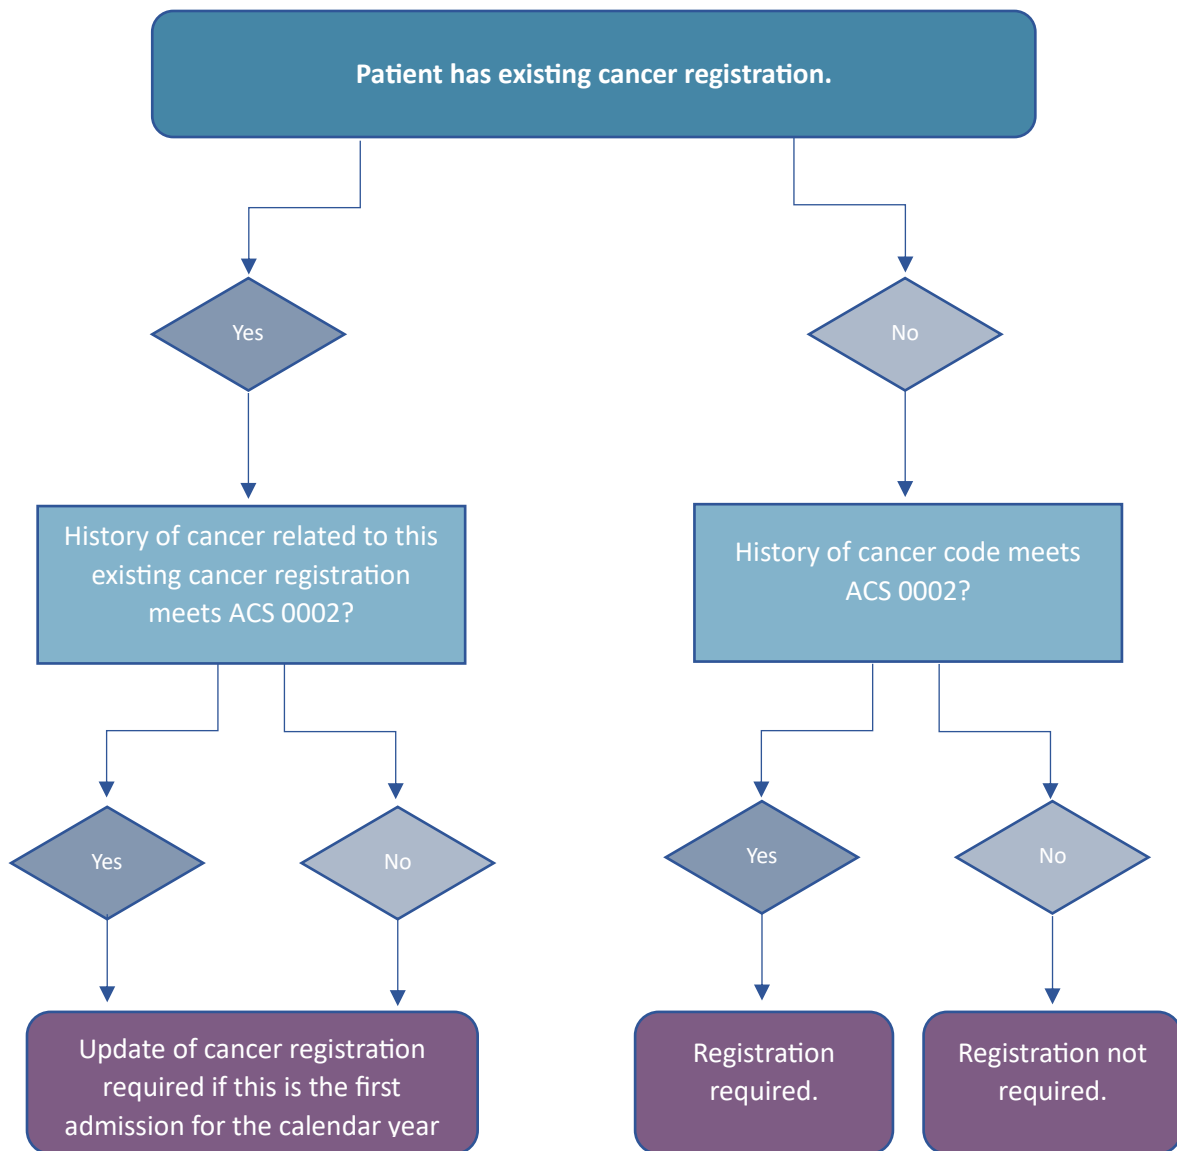 Patient has existing cancer registration.
Yes
No
History of cancer related to this
existing cancer registration
meets ACS 0002?
History of cancer code meets
ACS 0002?
Yes
No
Yes
No
Update of cancer registration
required if this is the first
admission for the calendar year
Registration
required.
Registration not
required.